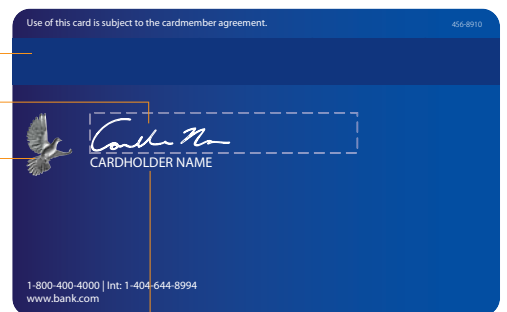 Use of this card is subject to the cardmember agreement.
456-8910
CARDHOLDER NAME
1-800-400-4000 | Int: 1-404-644-8994
www.bank.com